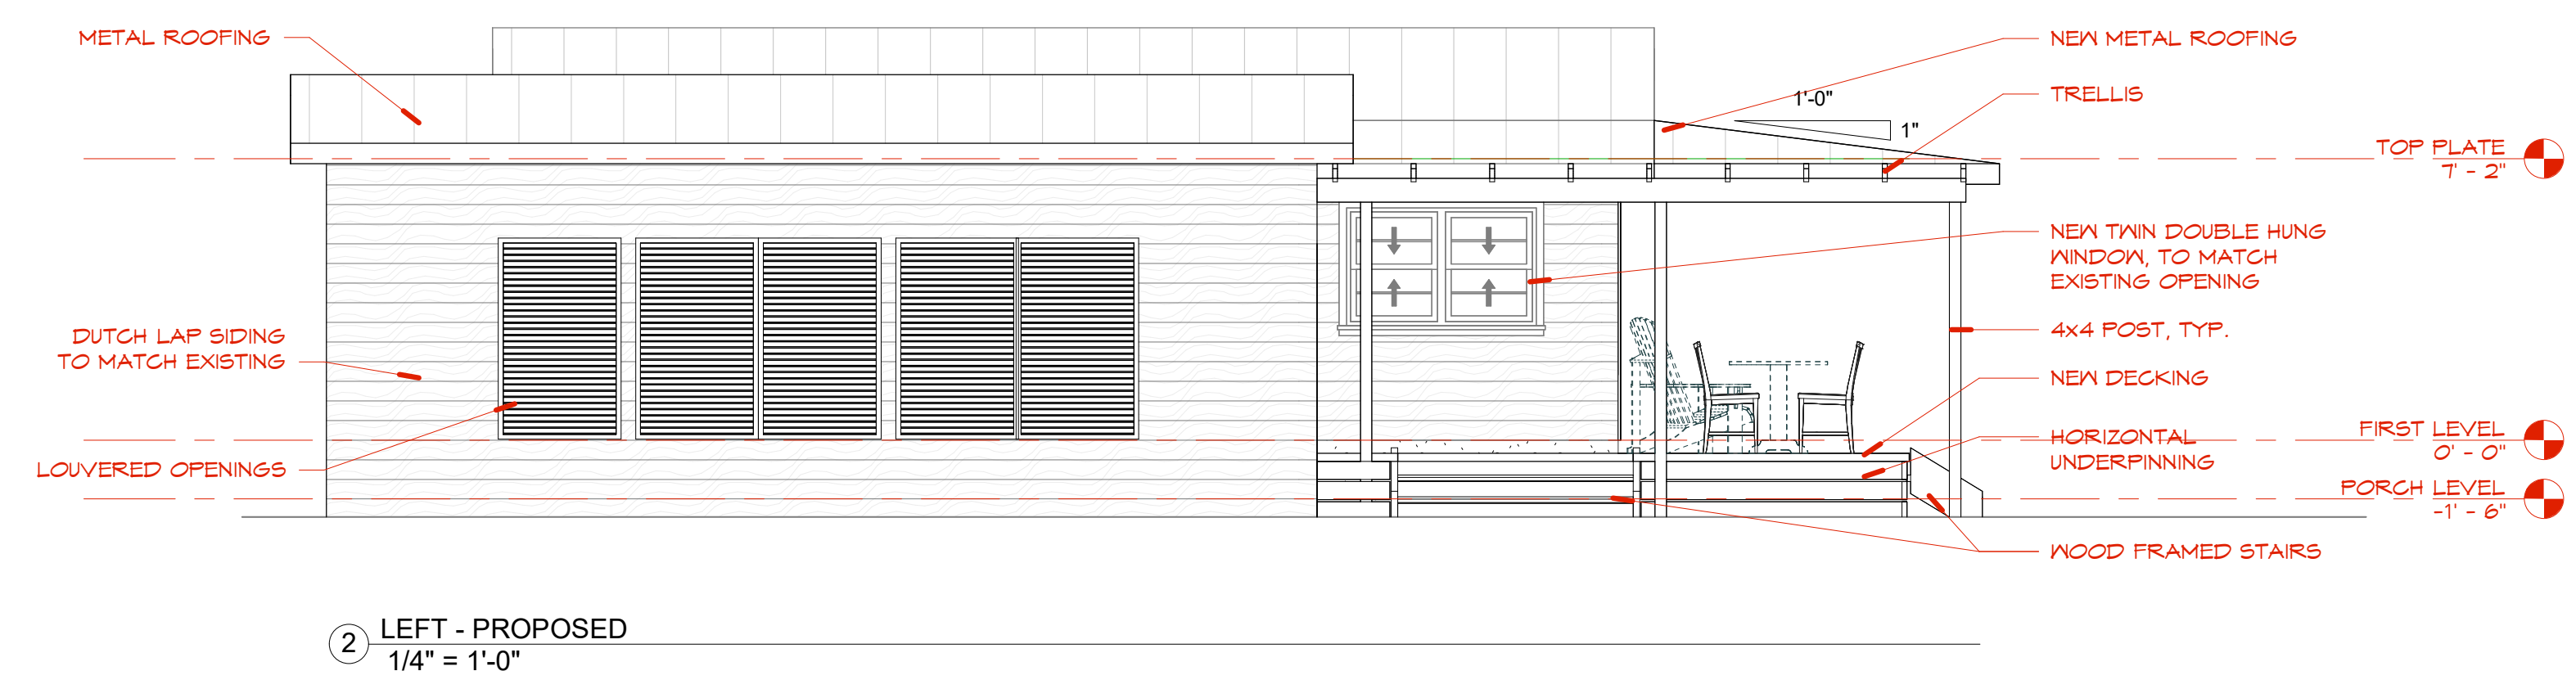 METAL ROOFING
DUTCH LAP SIDING
TO MATCH EXISTING
LOUVERED OPENINGS
1'-0"
1"
NEW METAL ROOFING
TRELLIS
NEW TWIN DOUBLE HUNG
WINDOW, TO MATCH
EXISTING OPENING
4x4 POST, TYP.
NEW DECKING
HORIZONTAL
UNDERPINNING
WOOD FRAMED STAIRS
TOP PLATE
7' - 2"
FIRST LEVEL
0' - 0"
PORCH LEVEL
-1' - 6"
2
LEFT - PROPOSED
1/4" = 1'-0"